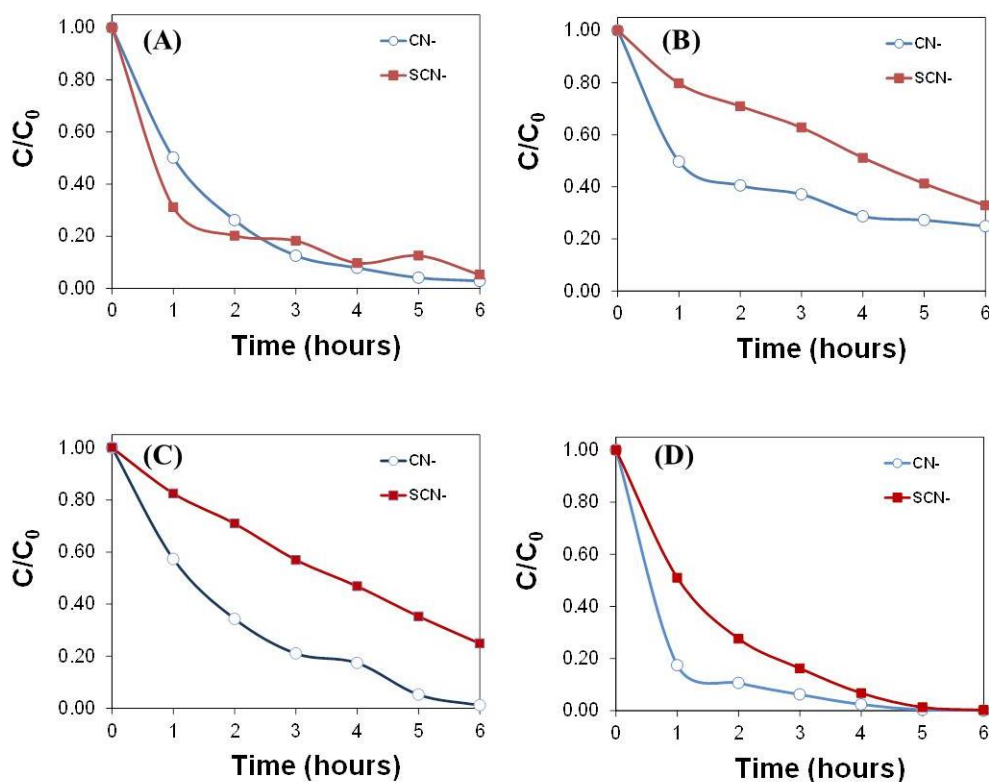 (A)
CN-
SCN-
C/C0
1.00
0.80
0.60
0.40
0.20
0.00
0 1 2 3 4 5 6
Time (hours)
(B)
CN-
SCN-
C/C0
1.00
0.80
0.60
0.40
0.20
0.00
0 1 2 3 4 5 6
Time (hours)
(C)
CN-
SCN-
C/C0
1.00
0.80
0.60
0.40
0.20
0.00
0 1 2 3 4 5 6
Time (hours)
(D)
CN-
SCN-
C/C0
1.00
0.80
0.60
0.40
0.20
0.00
0 1 2 3 4 5 6
Time (hours)